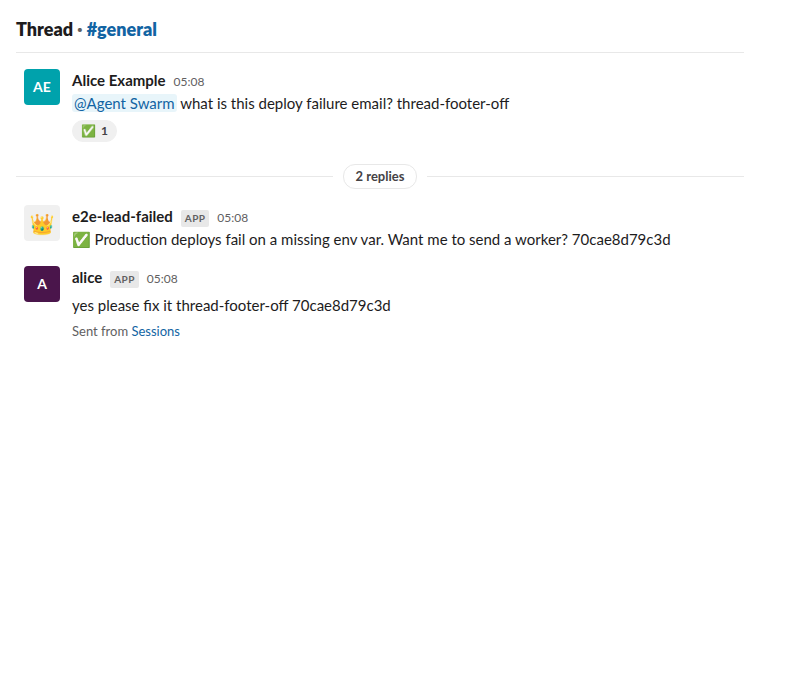 Thread • #general
AE
Alice Example 05:08
@Agent Swarm what is this deploy failure email? thread-footer-off
✅ 1
2 replies
e2e-lead-failed APP 05:08
✅ Production deploys fail on a missing env var. Want me to send a worker? 70cae8d79c3d
A
alice APP 05:08
yes please fix it thread-footer-off 70cae8d79c3d
Sent from Sessions